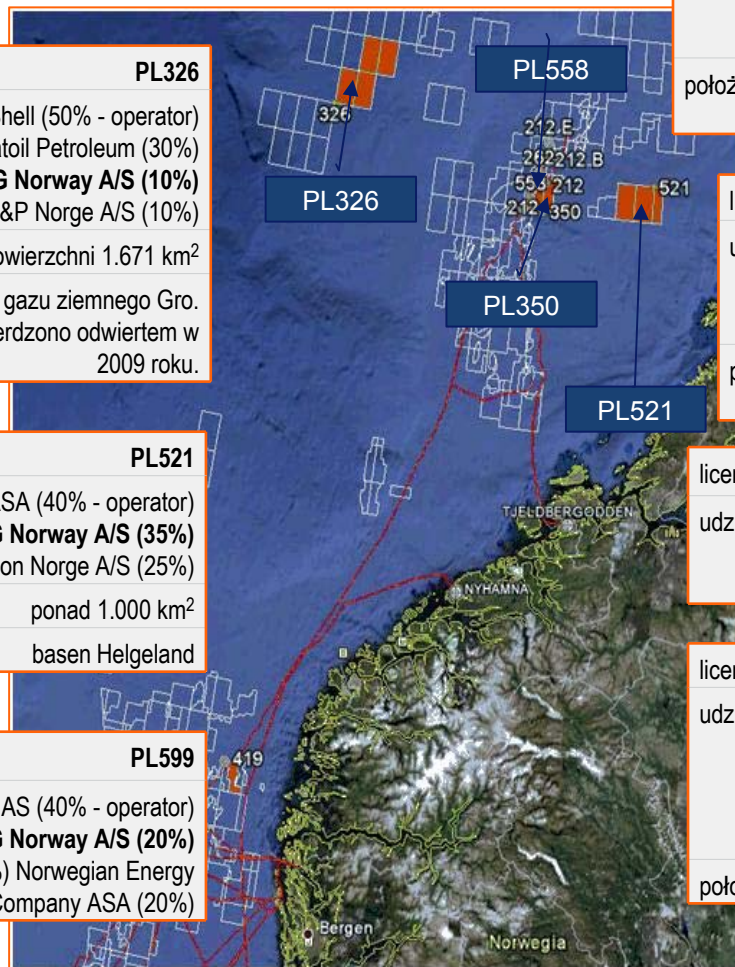 PL326
hell (50% - operator)
toil Petroleum (30%)
G Norway A/S (10%)
&P Norge A/S (10%)
owierzchni 1.671 km²
gazu ziemnego Gro.
erdzono odwiertem w
2009 roku.
PL521
ASA (40% - operator)
G Norway A/S (35%)
on Norge A/S (25%)
ponad 1.000 km²
basen Helgeland
PL599
AS (40% - operator)
G Norway A/S (20%)
) Norwegian Energy
Company ASA (20%)
PL558
PL326
PL350
PL521
326
212.E
212.B
212
212
350
521
419
TJELDBERGODDEN
NYHAMNA
Bergen
Norwegia
położ
l
u
p
licen
udz
licen
udz
poło